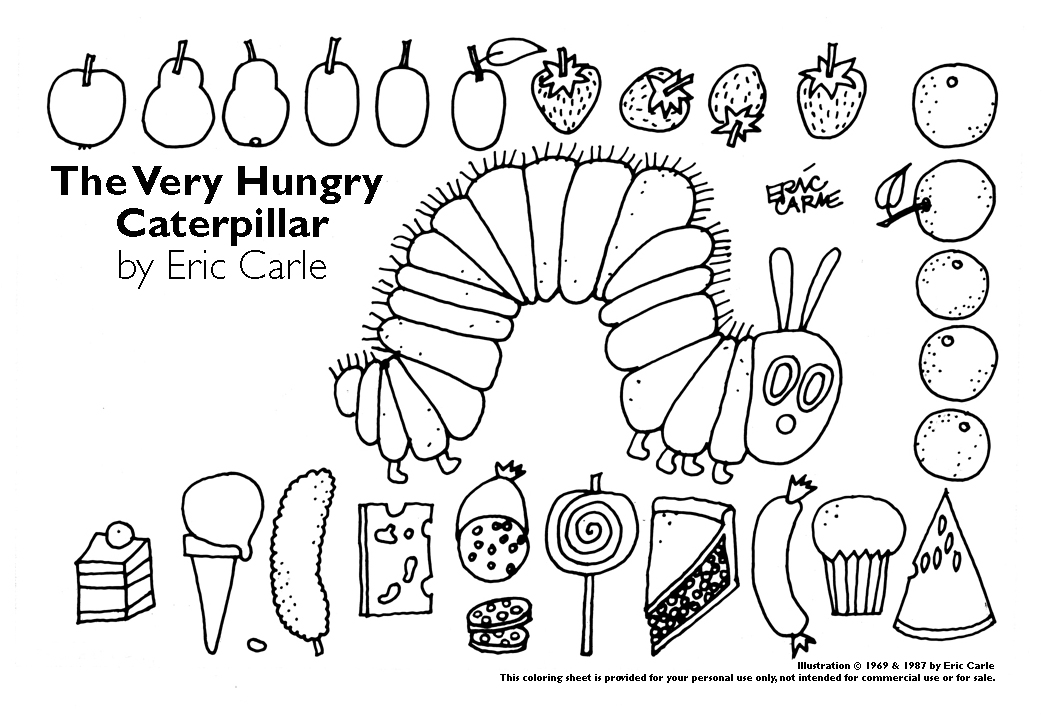 The Very Hungry
Caterpillar
by Eric Carle
ERIC
CARLE
Illustration © 1969 & 1987 by Eric Carle
This coloring sheet is provided for your personal use only, not intended for commercial use or for sale.